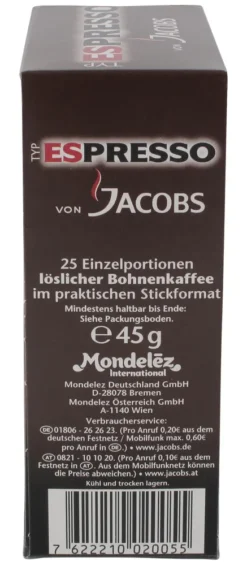 TYP ESPRESSO
VON JACOBS
25 Einzelportionen
löslicher Bohnenkaffee
im praktischen Stickformat
Mindestens haltbar bis Ende:
Siehe Packungsboden.
℮ 45 g
Mondelēz
International
Mondelez Deutschland GmbH
D-28078 Bremen
Mondelez Österreich GmbH
A-1140 Wien
Verbraucherservice:
(DE) 01806 - 26 26 23. (Pro Anruf 0,20€ aus dem
deutschen Festnetz / Mobilfunk max. 0,60€
pro Anruf). • www.jacobs.de
(AT) 0821 - 10 10 20. (Pro Anruf 0,10€ aus dem
Festnetz in (AT). Aus dem Mobilfunknetz können
die Preise abweichen.) • www.jacobs.at
Kühl und trocken lagern.
7 622210 020055